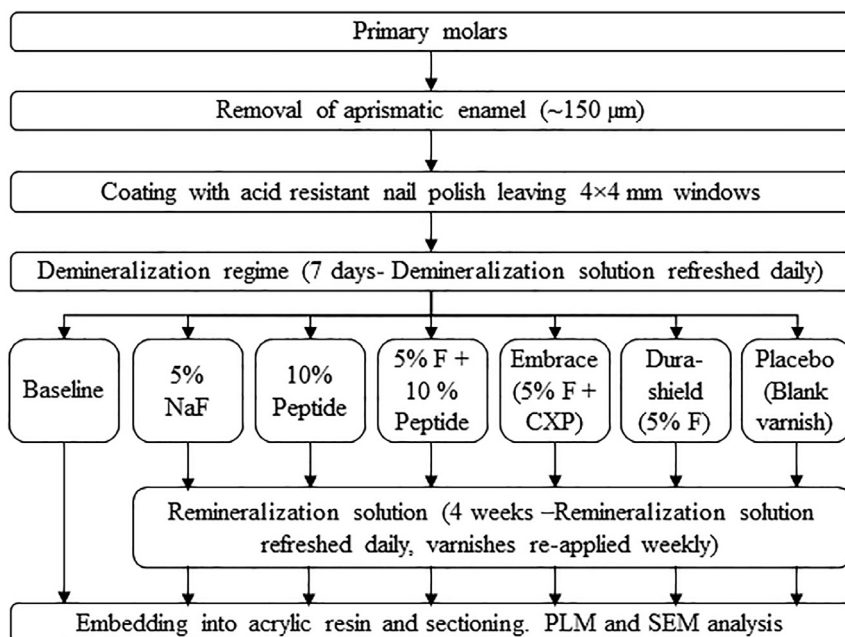 Primary molars
Removal of aprismatic enamel (~150 µm)
Coating with acid resistant nail polish leaving 4×4 mm windows
Demineralization regime (7 days- Demineralization solution refreshed daily)
Baseline
5%
NaF
10%
Peptide
5% F +
10 %
Peptide
Embrace
(5% F +
CXP)
Dura-
shield
(5% F)
Placebo
(Blank
varnish)
Remineralization solution (4 weeks –Remineralization solution
refreshed daily, varnishes re-applied weekly)
Embedding into acrylic resin and sectioning. PLM and SEM analysis